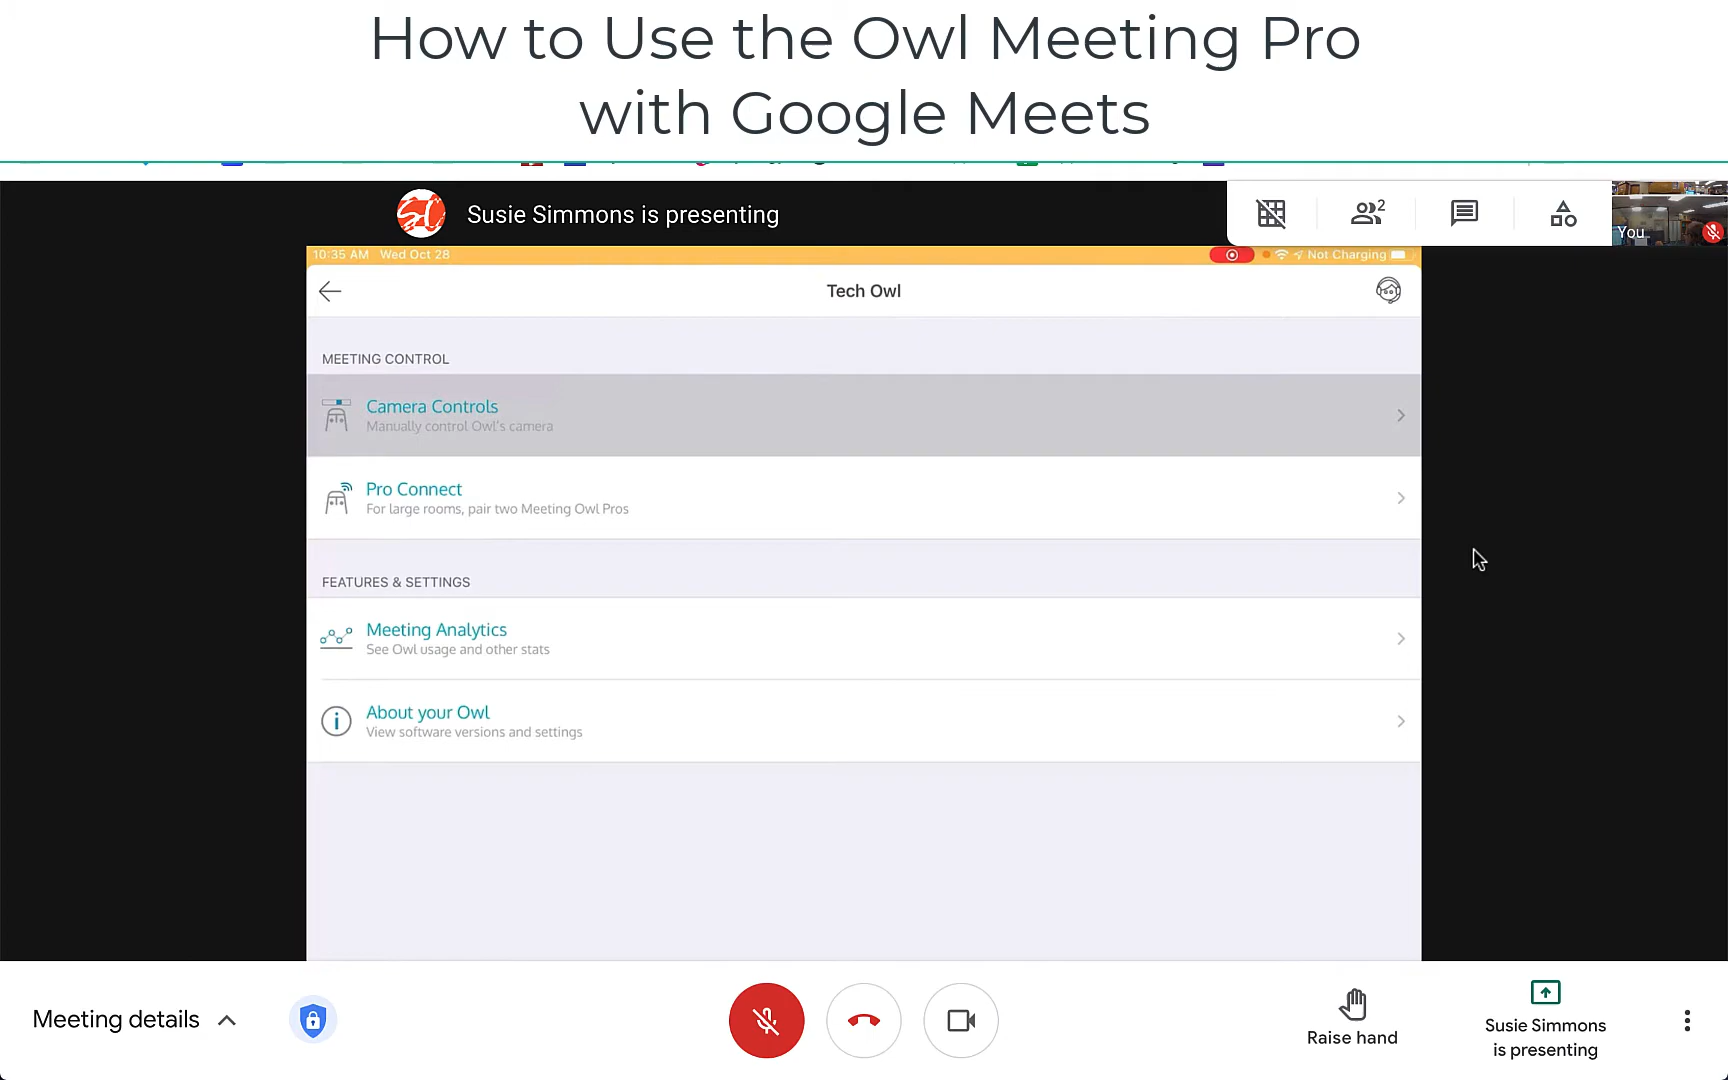 How to Use the Owl Meeting Pro
with Google Meets
Susie Simmons is presenting
2
You
10:35 AM Wed Oct 28
Not Charging
Tech Owl
MEETING CONTROL
Camera Controls
Manually control Owl's camera
Pro Connect
For large rooms, pair two Meeting Owl Pros
FEATURES & SETTINGS
Meeting Analytics
See Owl usage and other stats
About your Owl
View software versions and settings
Meeting details
Raise hand
Susie Simmons
is presenting